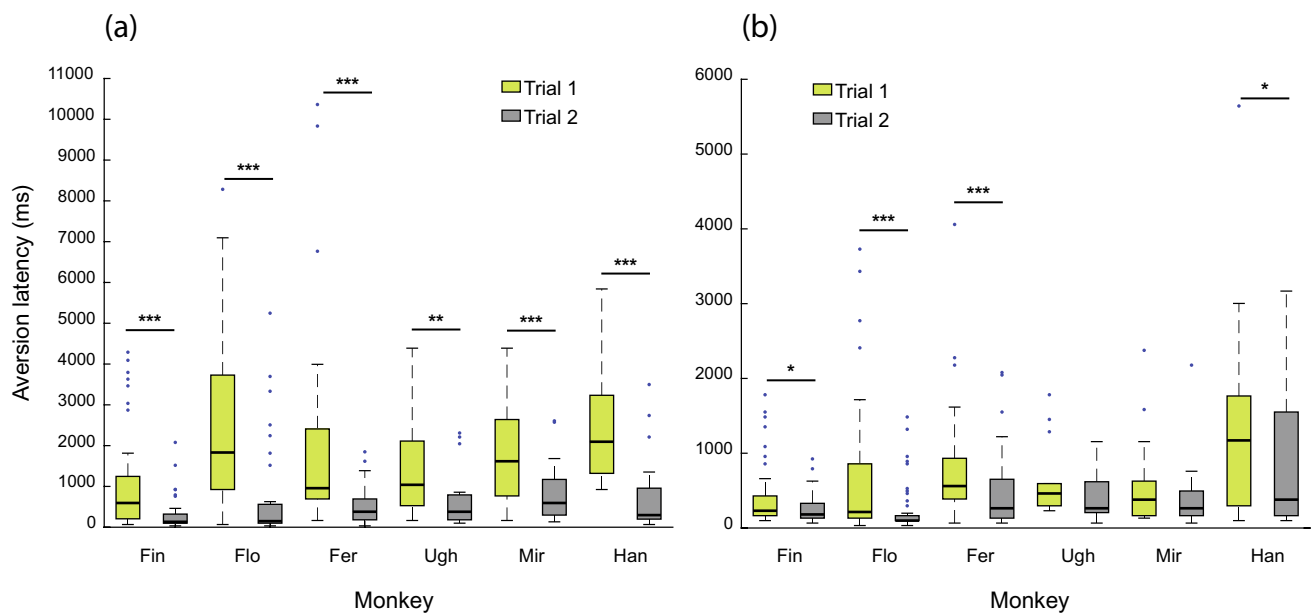 (a)
Aversion latency (ms)
11000
10000
9000
8000
7000
6000
5000
4000
3000
2000
1000
0
Trial 1
Trial 2
***
***
***
**
***
***
Fin Flo Fer Ugh Mir Han
Monkey
(b)
6000
5000
4000
3000
2000
1000
0
Trial 1
Trial 2
*
***
***
*
Fin Flo Fer Ugh Mir Han
Monkey